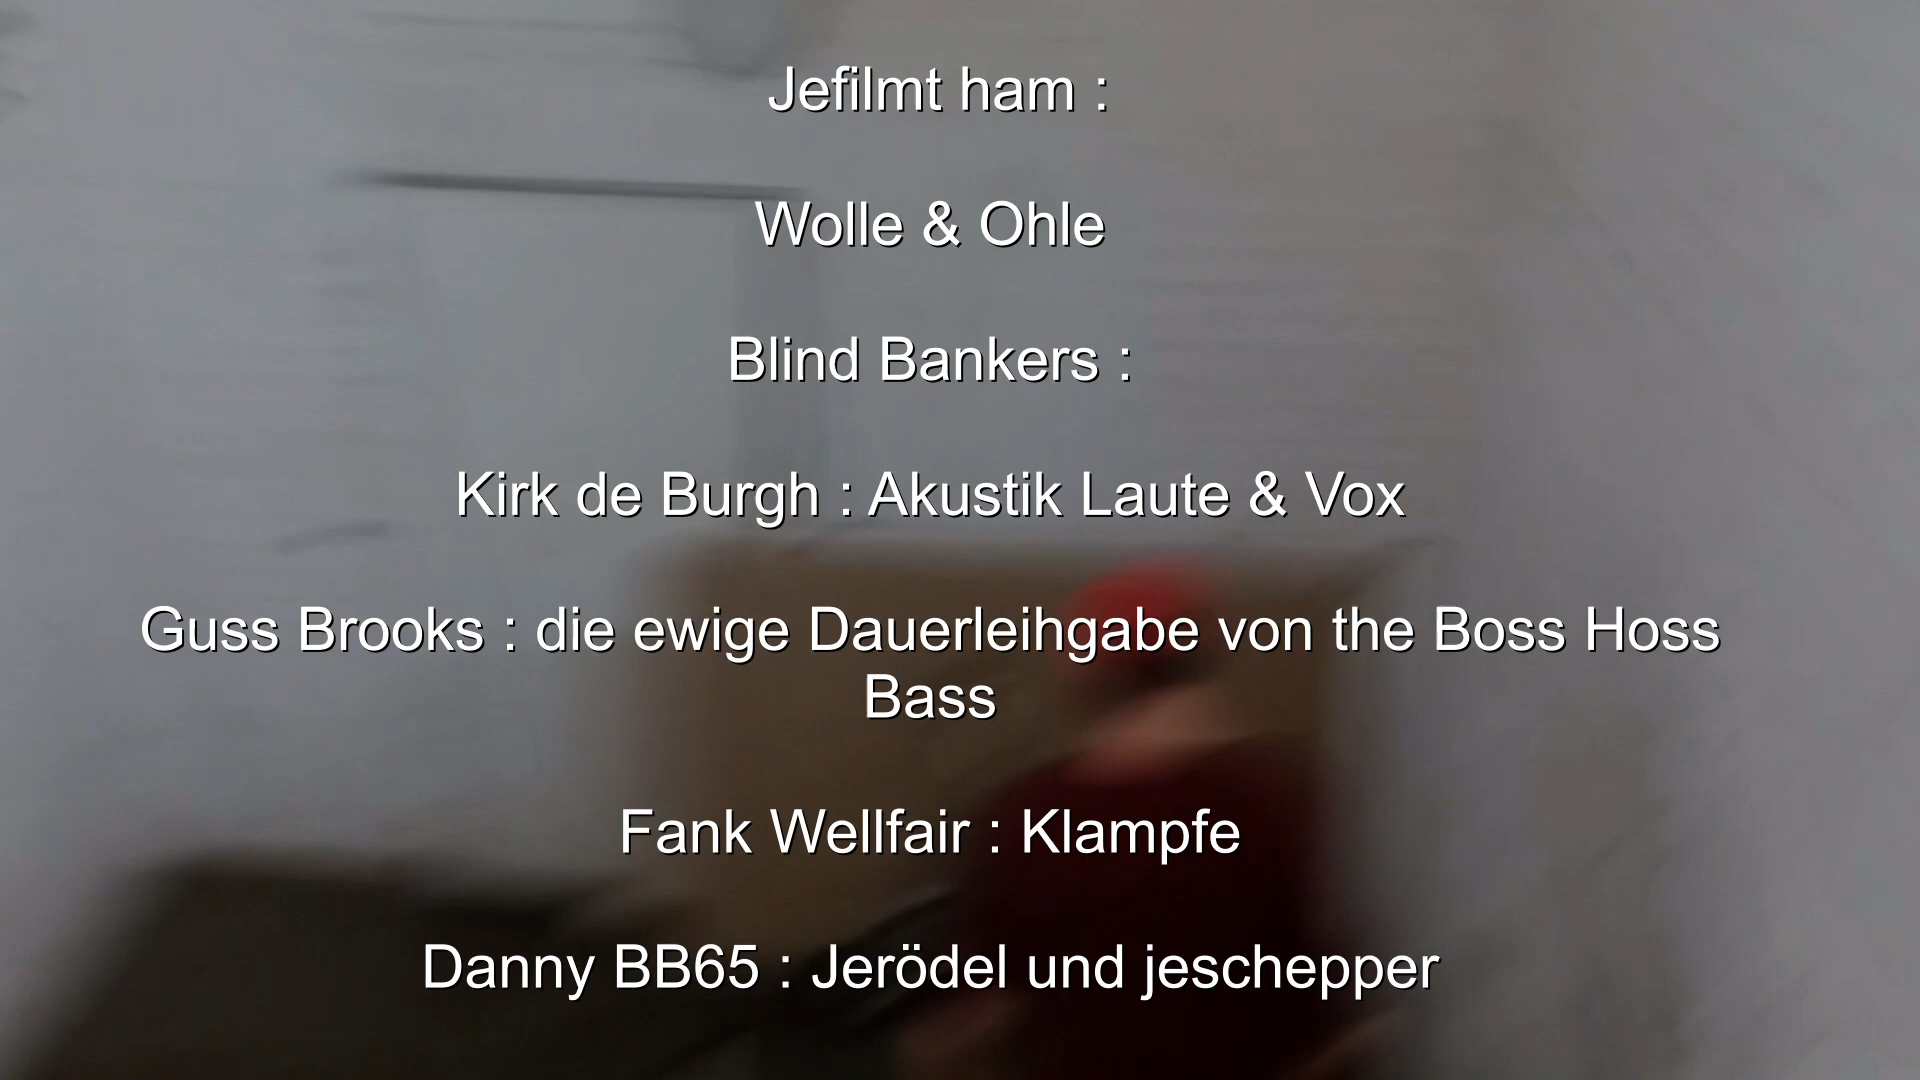 Jefilmt ham :
Wolle & Ohle
Blind Bankers :
Kirk de Burgh : Akustik Laute & Vox
Guss Brooks : die ewige Dauerleihgabe von the Boss Hoss
Bass
Fank Wellfair : Klampfe
Danny BB65 : Jerödel und jeschepper